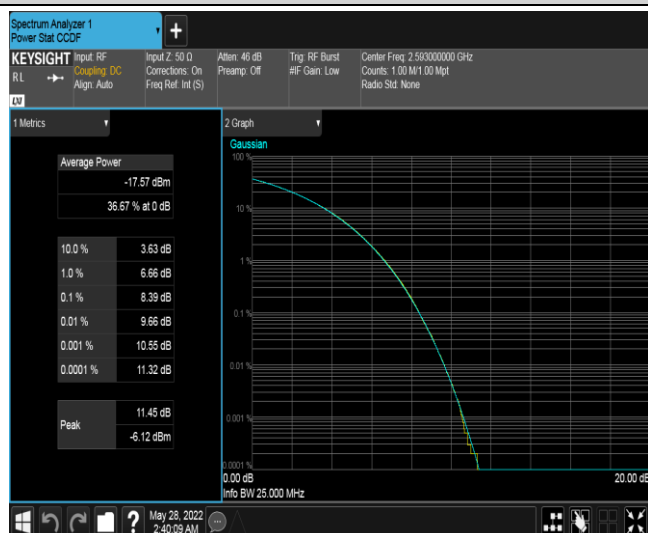 Spectrum Analyzer 1
Power Stat CCDF
+
KEYSIGHT
RL
LXI
Input: RF
Coupling: DC
Align: Auto
Input Z: 50 Ω
Corrections: On
Freq Ref: Int (S)
Atten: 46 dB
Preamp: Off
Trig: RF Burst
#IF Gain: Low
Center Freq: 2.593000000 GHz
Counts: 1.00 M/1.00 Mpt
Radio Std: None
1 Metrics
Average Power
-17.57 dBm
36.67 % at 0 dB
10.0 % 3.63 dB
1.0 % 6.66 dB
0.1 % 8.39 dB
0.01 % 9.66 dB
0.001 % 10.55 dB
0.0001 % 11.32 dB
Peak
11.45 dB
-6.12 dBm
2 Graph
Gaussian
100 %
10 %
1 %
0.1 %
0.01 %
0.001 %
0.0001 %
0.00 dB
20.00 dB
Info BW 25.000 MHz
?
May 28, 2022
2:40:09 AM